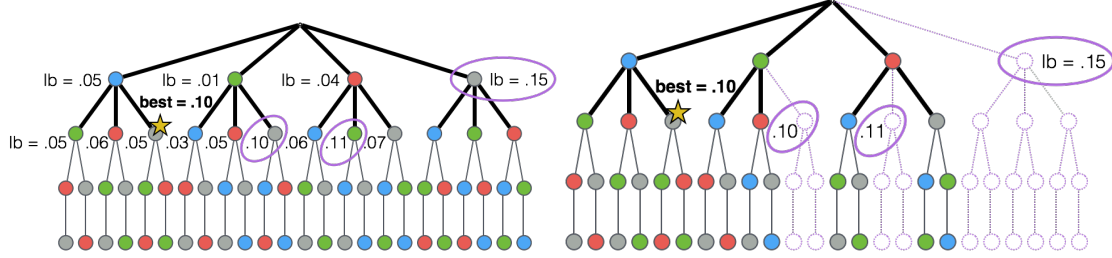 lb = .05
lb = .01
lb = .04
lb = .15
best = .10
lb = .05 .06 .05 .03 .05 .10 .06 .11 .07
lb = .15
best = .10
.10
.11